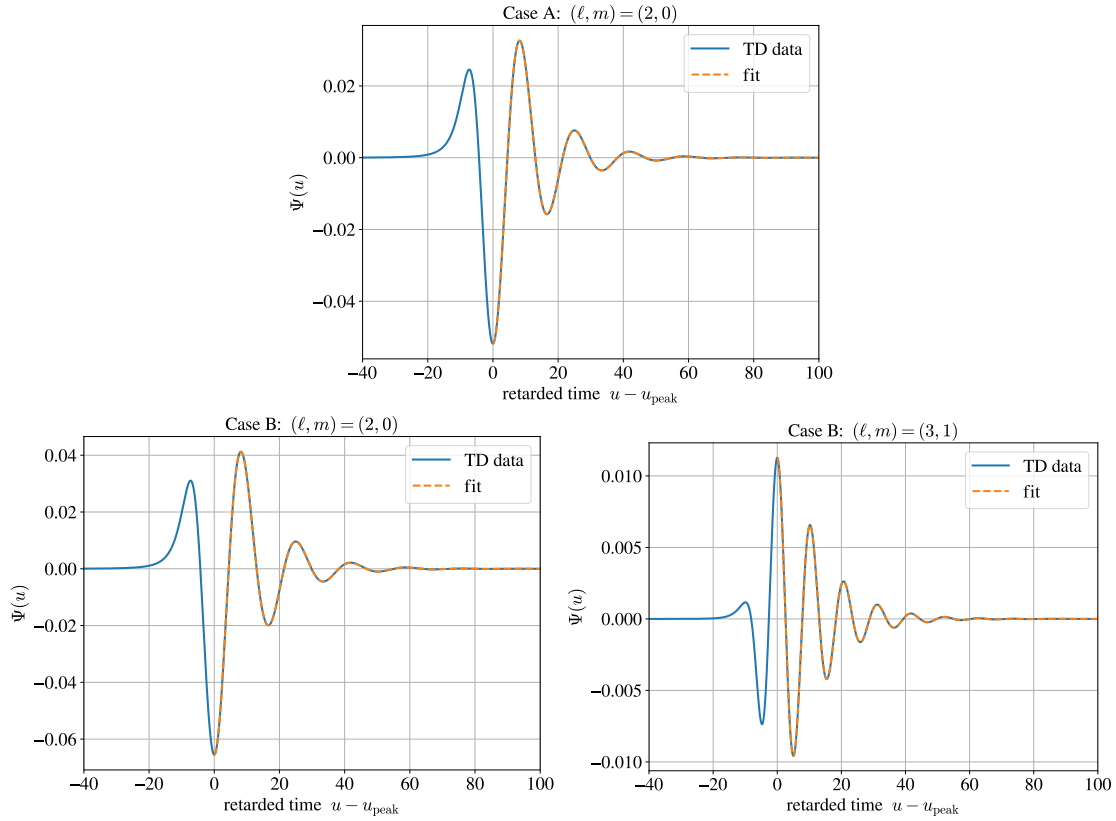 Case A: (ℓ, m) = (2, 0)
TD data
fit
0.02
0.00
−0.02
−0.04
Ψ(u)
−40 −20 0 20 40 60 80 100
retarded time u − u_peak
Case B: (ℓ, m) = (2, 0)
TD data
fit
0.04
0.02
0.00
−0.02
−0.04
−0.06
Ψ(u)
−40 −20 0 20 40 60 80 100
retarded time u − u_peak
Case B: (ℓ, m) = (3, 1)
TD data
fit
0.010
0.005
0.000
−0.005
−0.010
Ψ(u)
−40 −20 0 20 40 60 80 100
retarded time u − u_peak